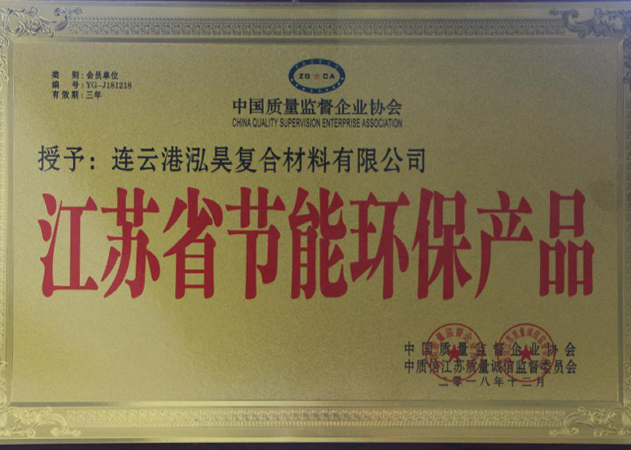 类 别：会员单位
编 号：YG-J181218
有效期：三年
ZG★CA
中国质量监督企业协会
CHINA QUALITY SUPERVISION ENTERPRISE ASSOCIATION
授予：连云港泓昊复合材料有限公司
江苏省节能环保产品
中国质量监督企业协会
中质信江苏质量诚信监督委员会
二零一八年十二月